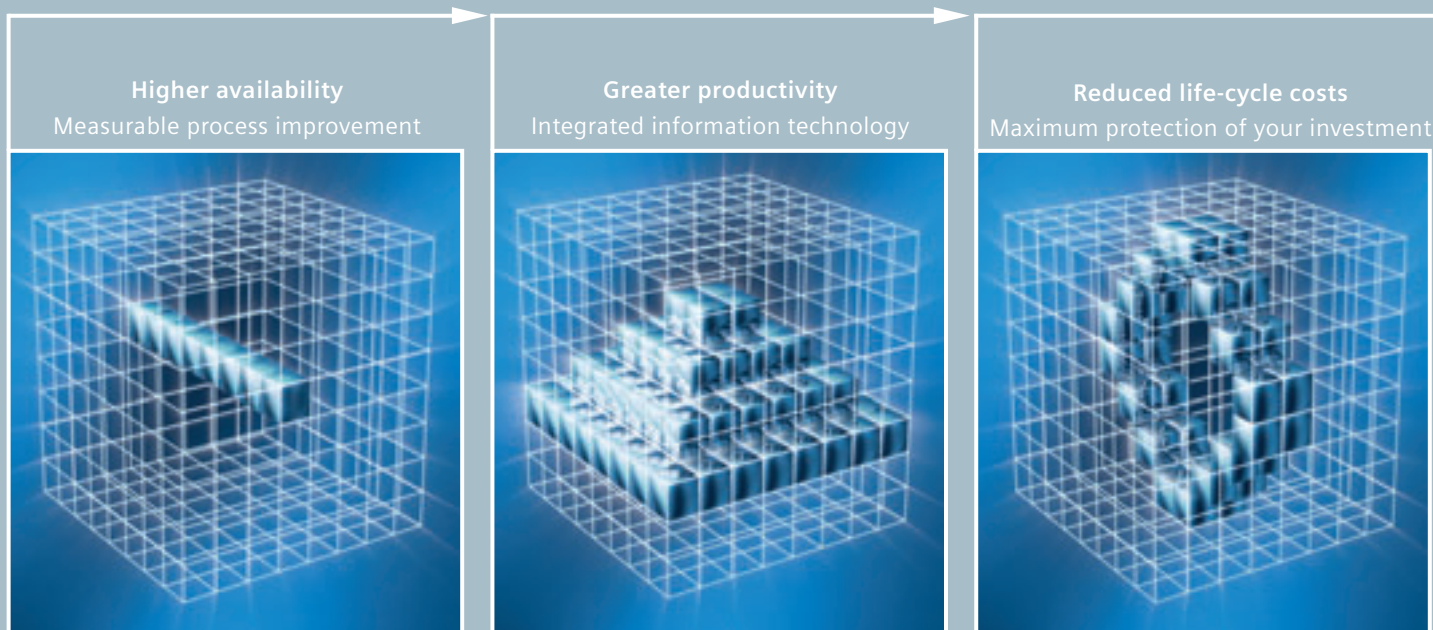 Higher availability
Measurable process improvement
Greater productivity
Integrated information technology
Reduced life-cycle costs
Maximum protection of your investment